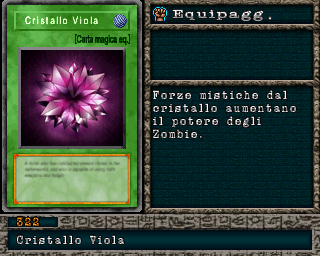 Cristallo Viola
[Carta magica eq.]
Equipagg.
Forze mistiche dal
cristallo aumentano
il potere degli
Zombie.
322
Cristallo Viola